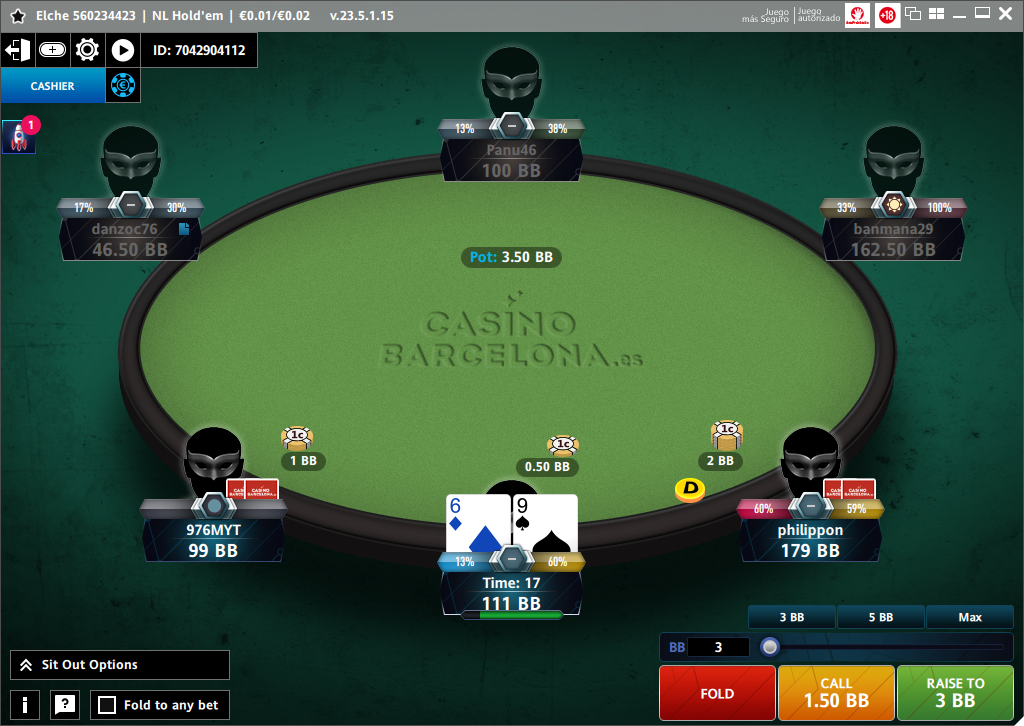 Elche 560234423 | NL Hold'em | €0.01/€0.02 v.23.5.1.15
Juego más Seguro
Juego autorizado
+18
ID: 7042904112
CASHIER
€
1
13% 38%
Panu46
100 BB
17% 30%
danzoc76
46.50 BB
33% 100%
banmana29
162.50 BB
Pot: 3.50 BB
CASINO
BARCELONA.es
1c
1 BB
1c
0.50 BB
1c
2 BB
D
976MYT
99 BB
6 9
13% 60%
Time: 17
111 BB
60% 59%
philippon
179 BB
3 BB 5 BB Max
BB 3
Sit Out Options
i ? Fold to any bet
FOLD
CALL
1.50 BB
RAISE TO
3 BB